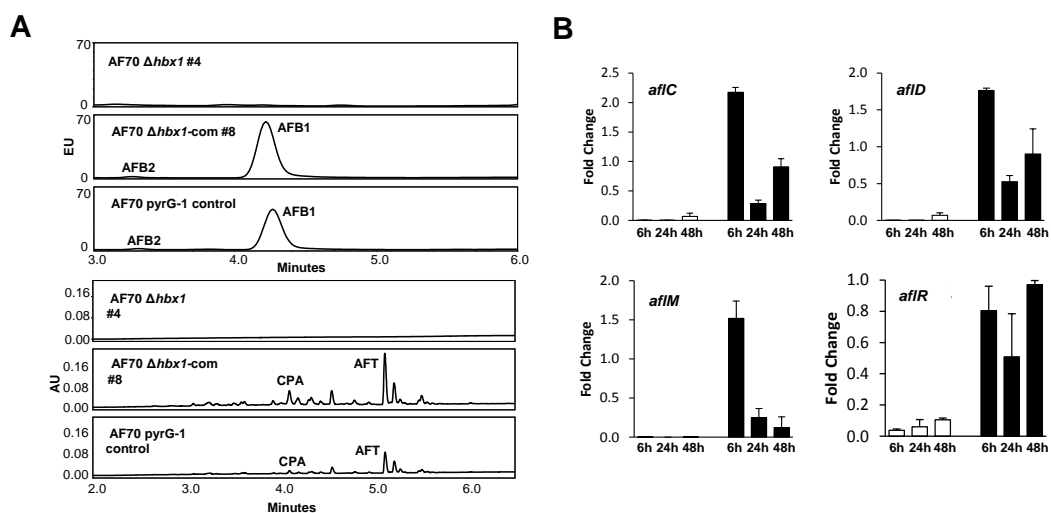 A
70
AF70 Δhbx1 #4
0
70
AF70 Δhbx1-com #8
AFB1
EU
AFB2
0
70
AF70 pyrG-1 control
AFB1
AFB2
0
3.0 4.0 5.0 6.0
Minutes
0.16
AF70 Δhbx1
#4
0.08
0.00
AU
0.16
AF70 Δhbx1-com
#8
AFT
CPA
0.08
0.00
0.16
AF70 pyrG-1
control
AFT
CPA
0.08
0.00
2.0 3.0 4.0 5.0 6.0
Minutes
B
Fold Change
2.5
2.0
1.5
1.0
0.5
0.0
aflC
6h 24h 48h 6h 24h 48h
Fold Change
2.0
1.5
1.0
0.5
0.0
aflD
6h 24h 48h 6h 24h 48h
Fold Change
2.0
1.5
1.0
0.5
0.0
aflM
6h 24h 48h 6h 24h 48h
Fold Change
1.0
0.8
0.6
0.4
0.2
0.0
aflR
6h 24h 48h 6h 24h 48h